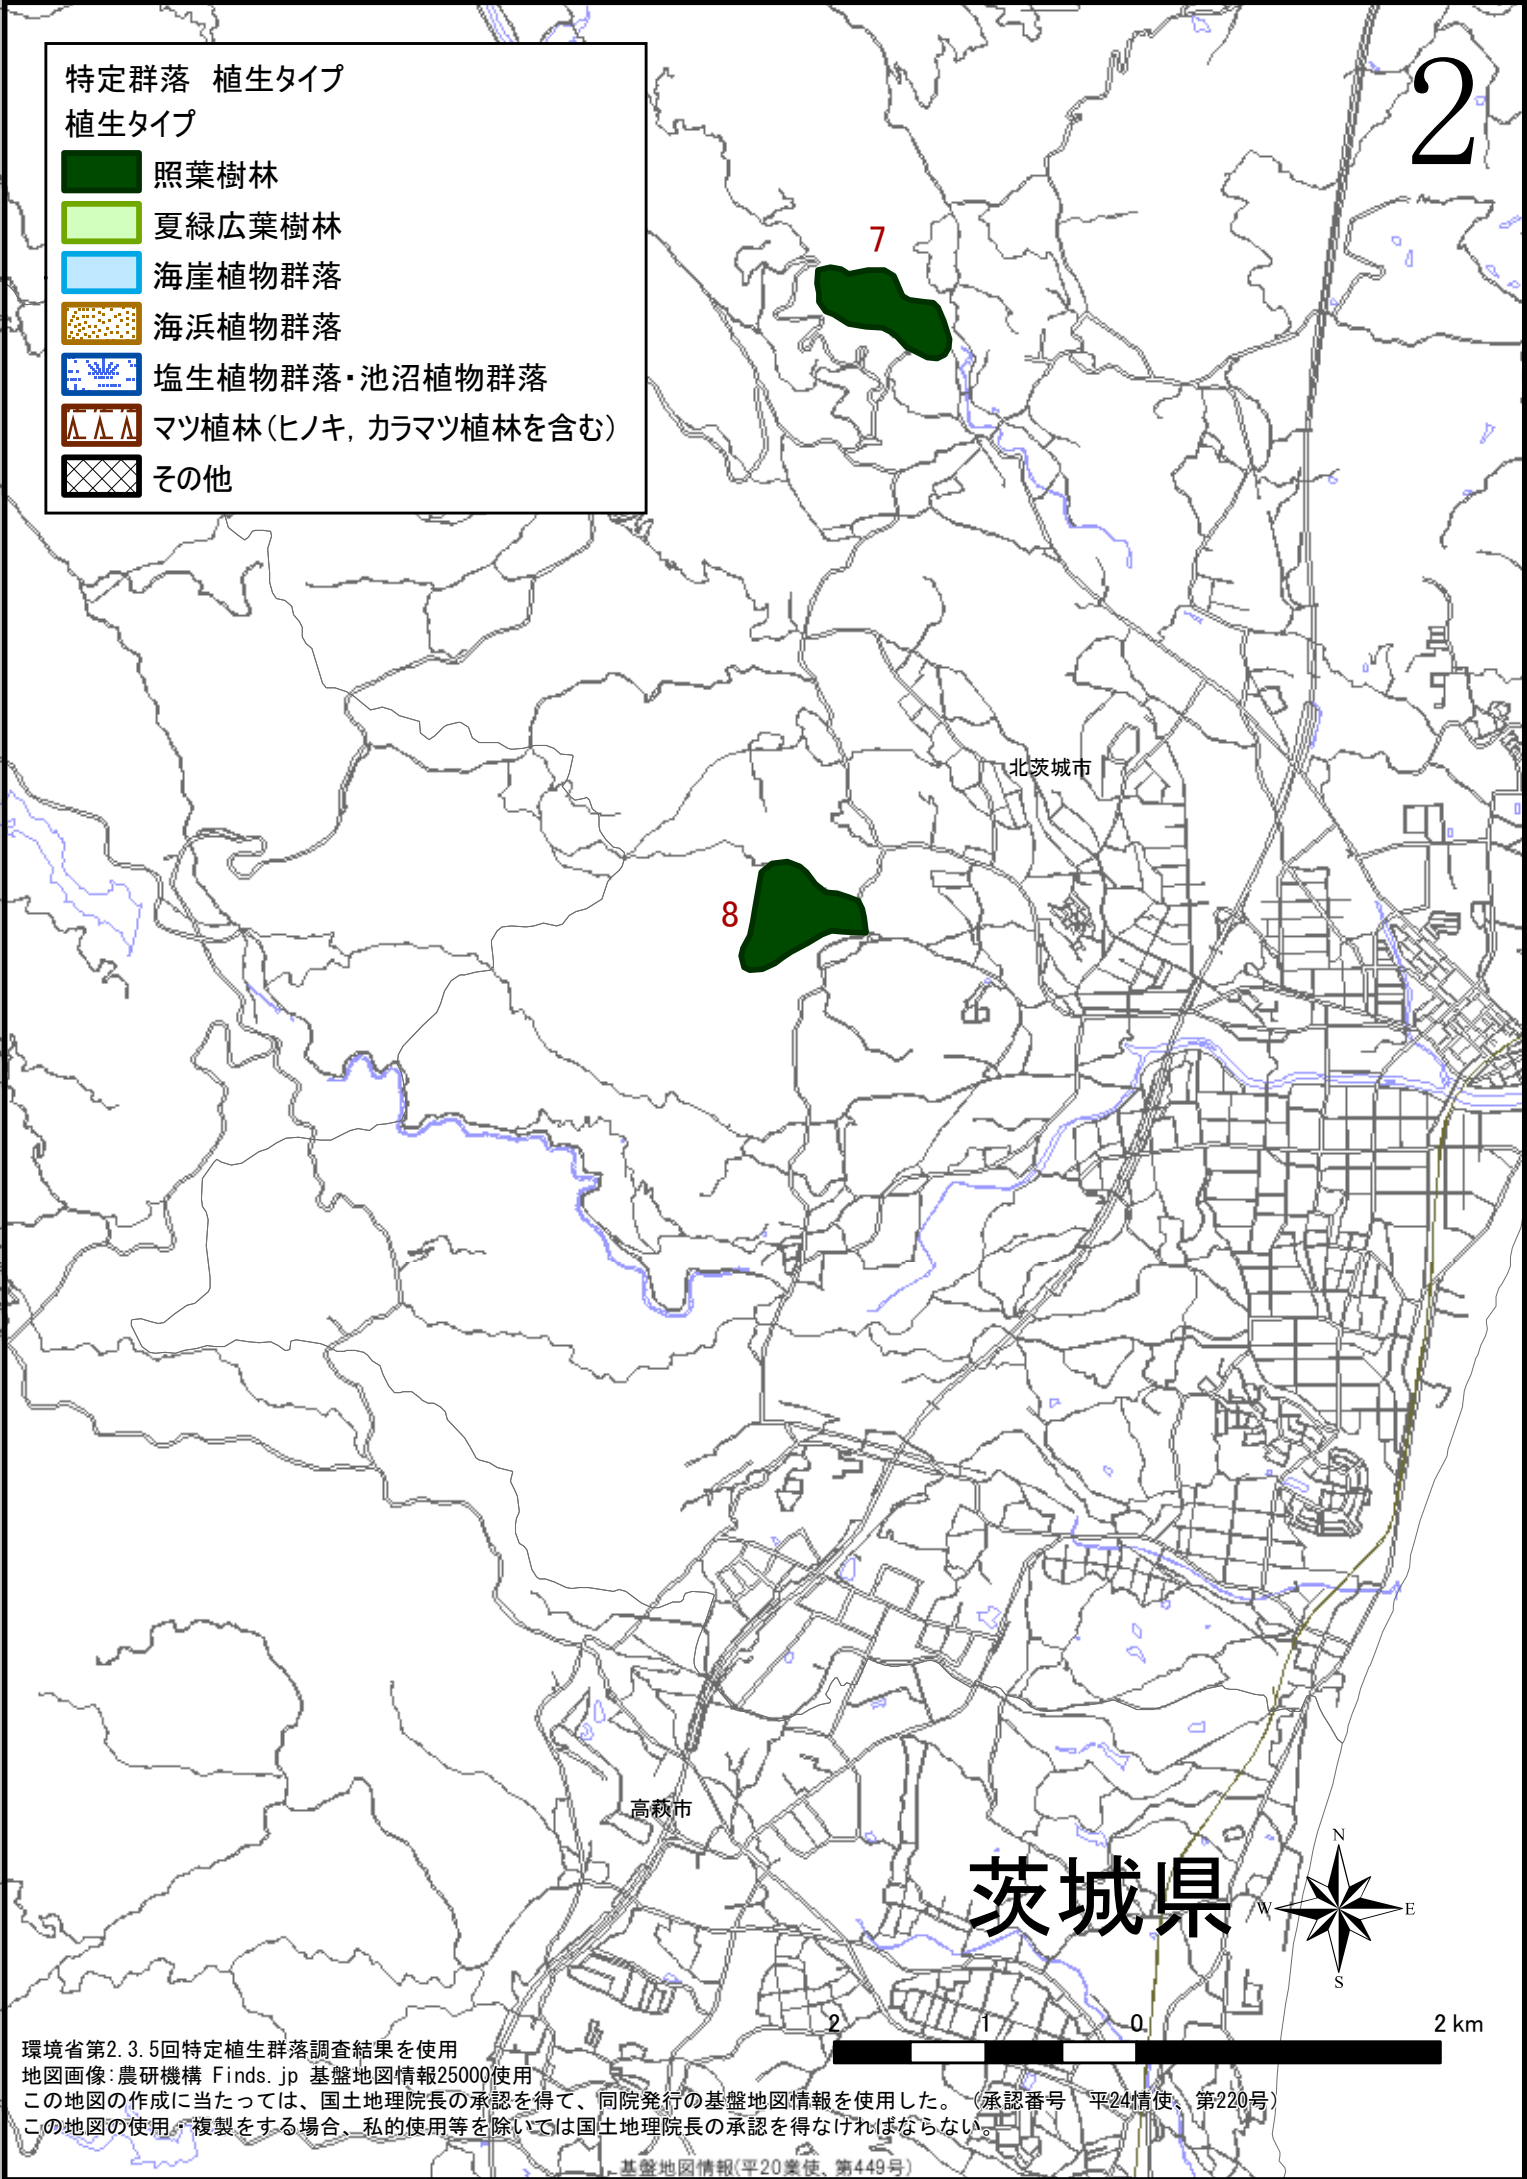 特定群落 植生タイプ
植生タイプ
照葉樹林
夏緑広葉樹林
海崖植物群落
海浜植物群落
塩生植物群落・池沼植物群落
マツ植林(ヒノキ, カラマツ植林を含む)
その他
2
7
北茨城市
8
高萩市
茨城県
N
W
E
S
2 1 0 2 km
環境省第2.3.5回特定植生群落調査結果を使用
地図画像:農研機構 Finds.jp 基盤地図情報25000使用
この地図の作成に当たっては、国土地理院長の承認を得て、同院発行の基盤地図情報を使用した。(承認番号 平24情使、第220号)
この地図の使用・複製をする場合、私的使用等を除いては国土地理院長の承認を得なければならない。
基盤地図情報(平20業使、第449号)